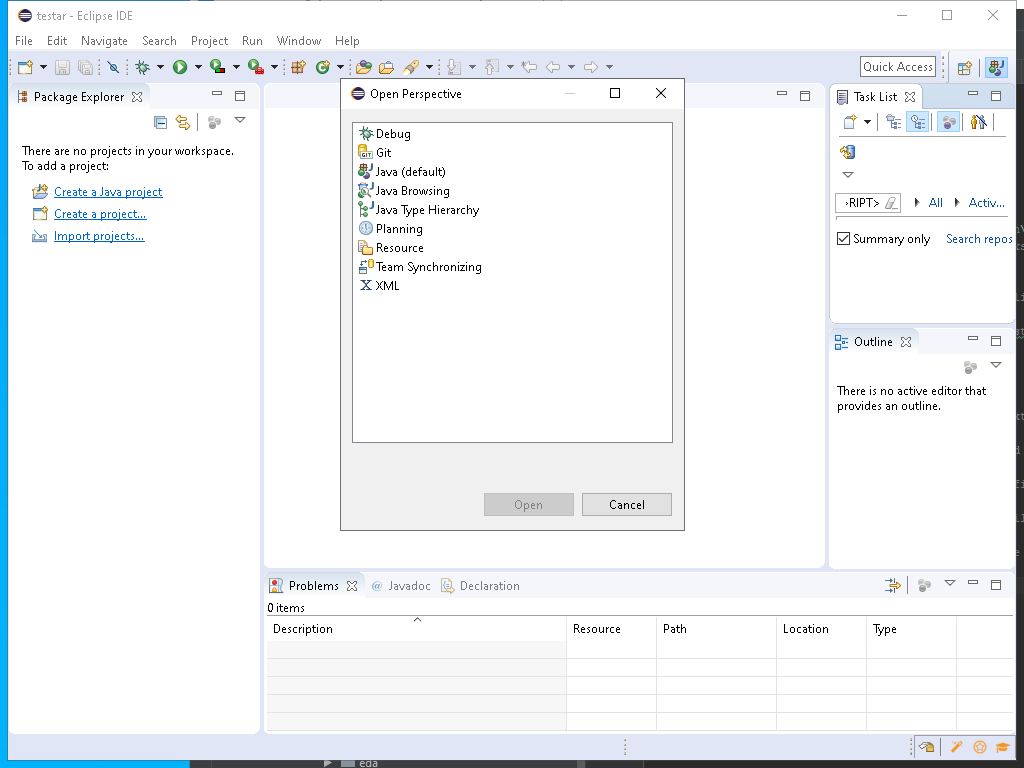 testar - Eclipse IDE
File Edit Navigate Search Project Run Window Help
Quick Access
Package Explorer
There are no projects in your workspace.
To add a project:
Create a Java project
Create a project...
Import projects...
Open Perspective
Debug
Git
Java (default)
Java Browsing
Java Type Hierarchy
Planning
Resource
Team Synchronizing
XML
Open Cancel
Task List
All Activ...
Summary only Search repos
Outline
There is no active editor that
provides an outline.
Problems @ Javadoc Declaration
0 items
Description Resource Path Location Type
eda